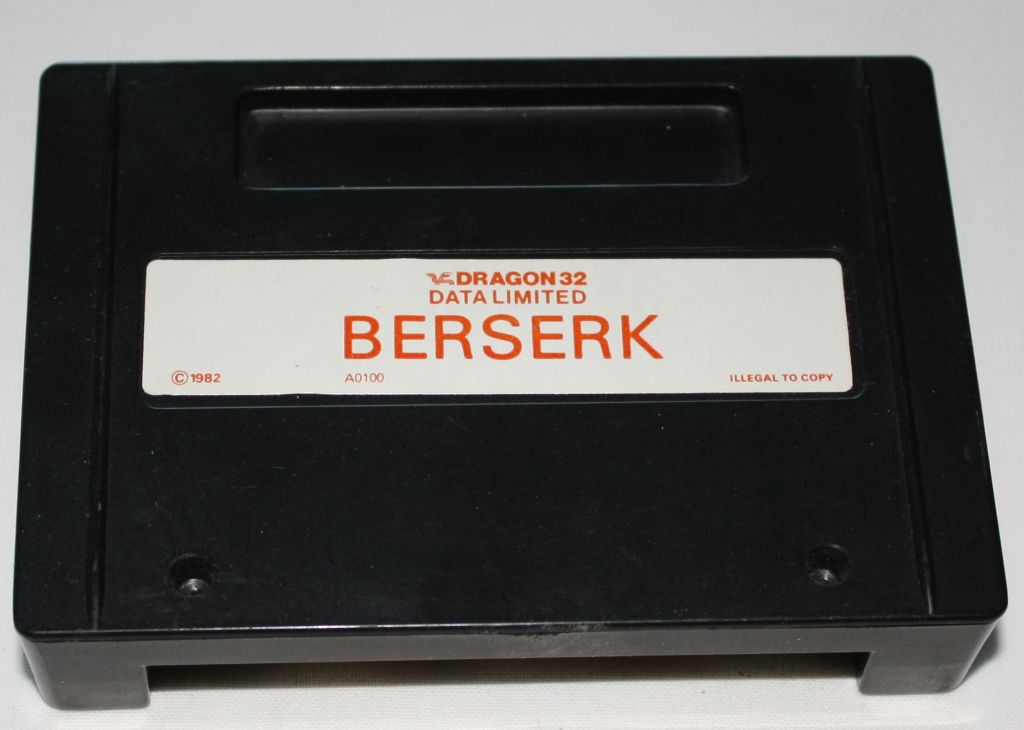 DRAGON 32
DATA LIMITED
BERSERK
© 1982 A0100 ILLEGAL TO COPY